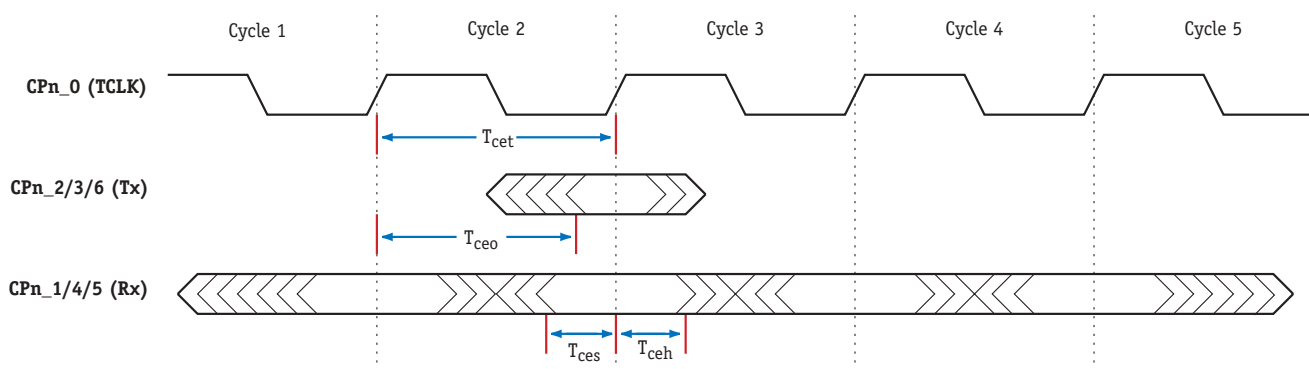 Cycle 1 Cycle 2 Cycle 3 Cycle 4 Cycle 5
CPn_0 (TCLK)
Tcet
CPn_2/3/6 (Tx)
Tceo
CPn_1/4/5 (Rx)
Tces Tceh